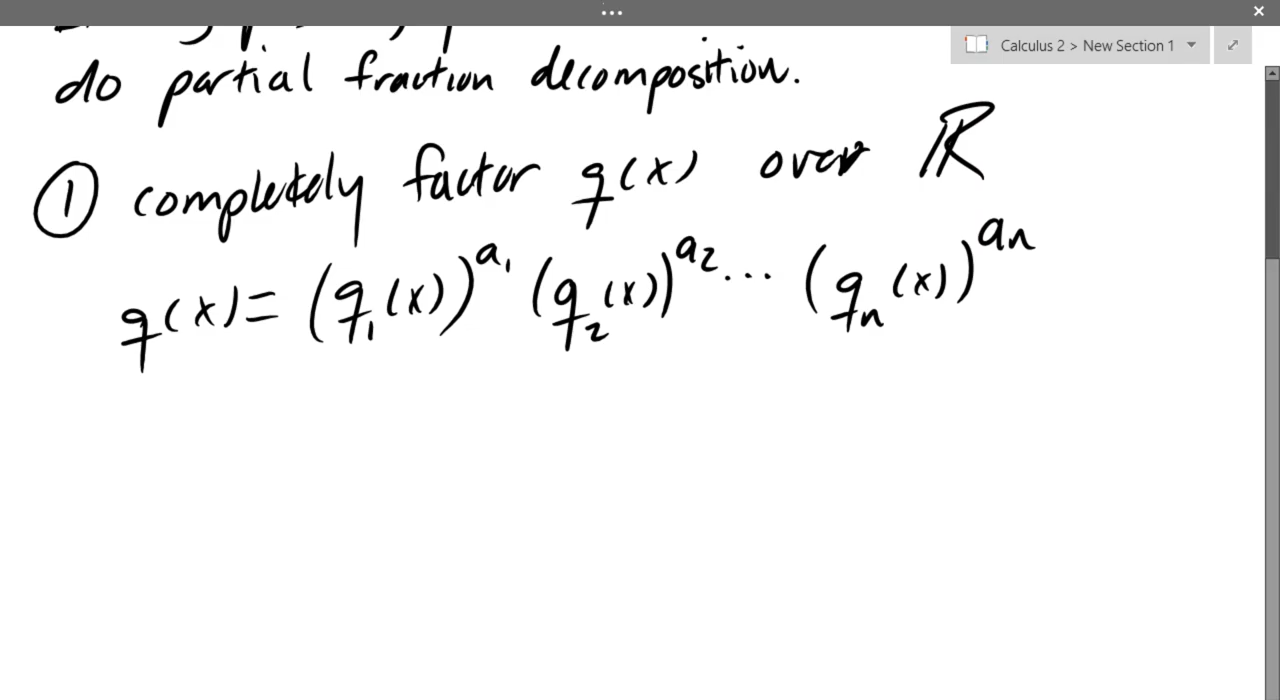 Calculus 2 > New Section 1
do partial fraction decomposition.
① completely factor q(x) over ℝ
q(x) = (q₁(x))^{a₁} (q₂(x))^{a₂} ... (qₙ(x))^{aₙ}